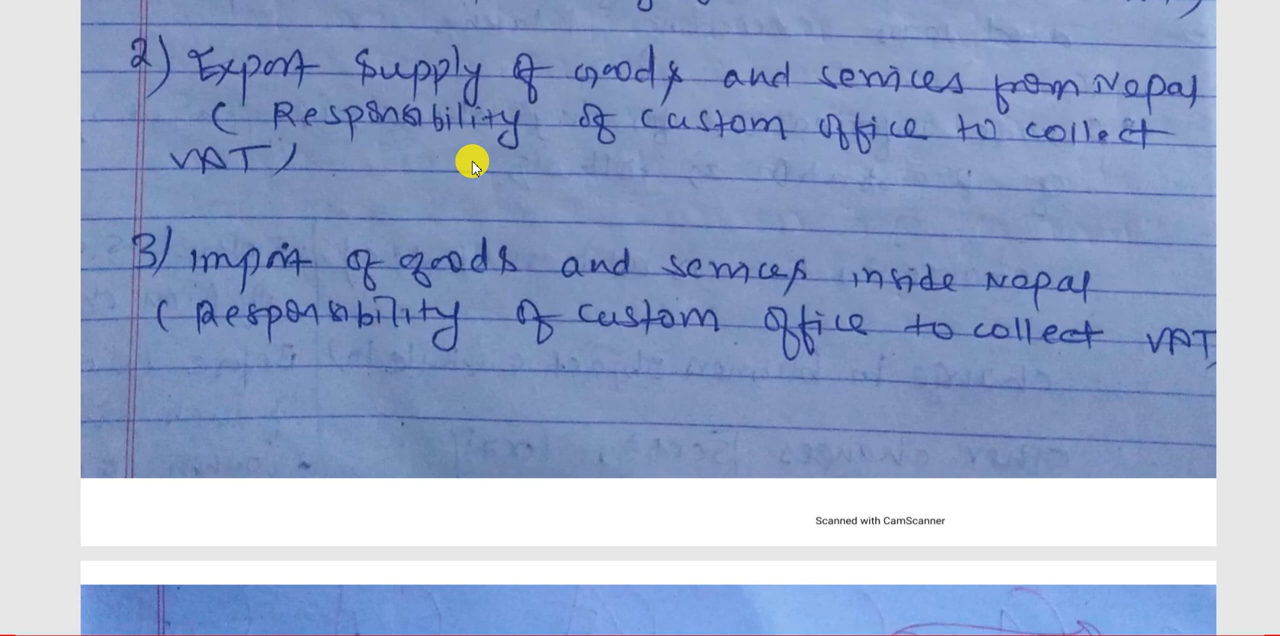 2) Export Supply of Goods and services from Nepal
( Responsibility of custom office to collect
VAT)
3) import of goods and services inside Nepal
( Responsibility of custom office to collect VAT)
Scanned with CamScanner